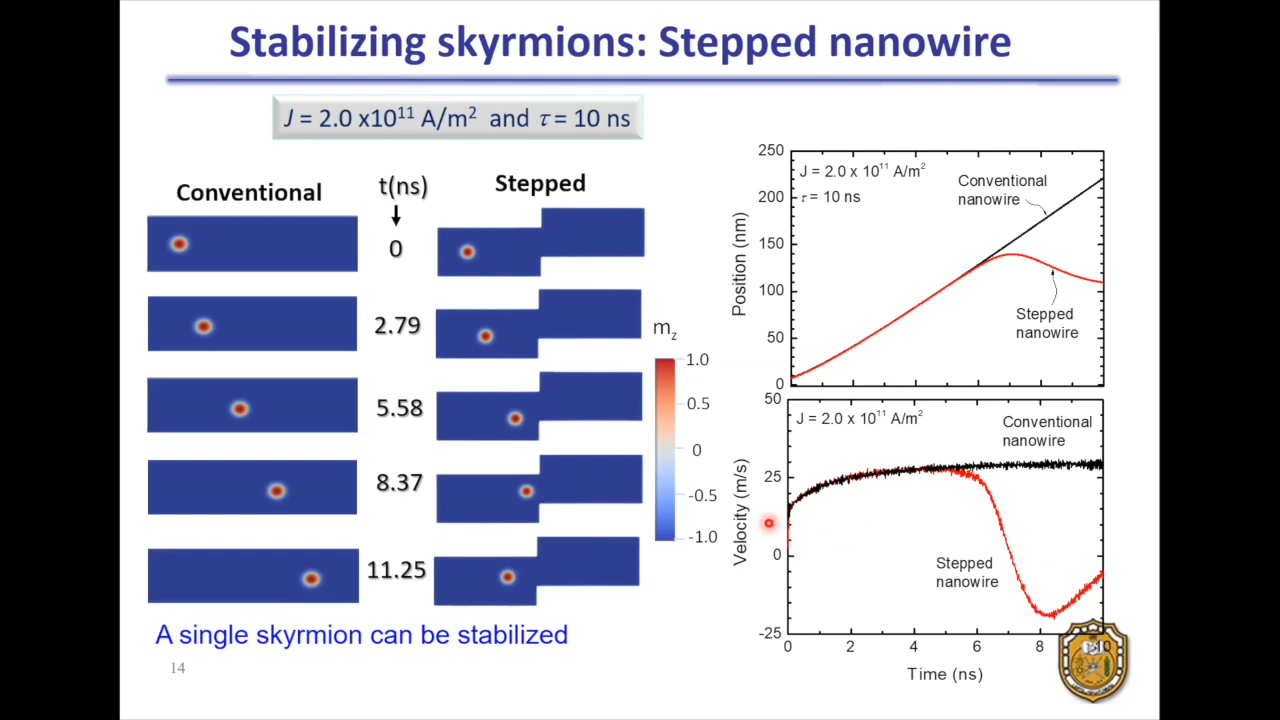 Stabilizing skyrmions: Stepped nanowire
J = 2.0 x10¹¹ A/m² and τ = 10 ns
Conventional
t(ns)
Stepped
0
2.79
5.58
8.37
11.25
m_z
1.0
0.5
0
-0.5
-1.0
A single skyrmion can be stabilized
14
250
200
150
100
50
0
Position (nm)
J = 2.0 x 10¹¹ A/m²
τ = 10 ns
Conventional
nanowire
Stepped
nanowire
50
25
0
-25
Velocity (m/s)
J = 2.0 x 10¹¹ A/m²
Conventional
nanowire
Stepped
nanowire
0
2
4
6
8
10
Time (ns)